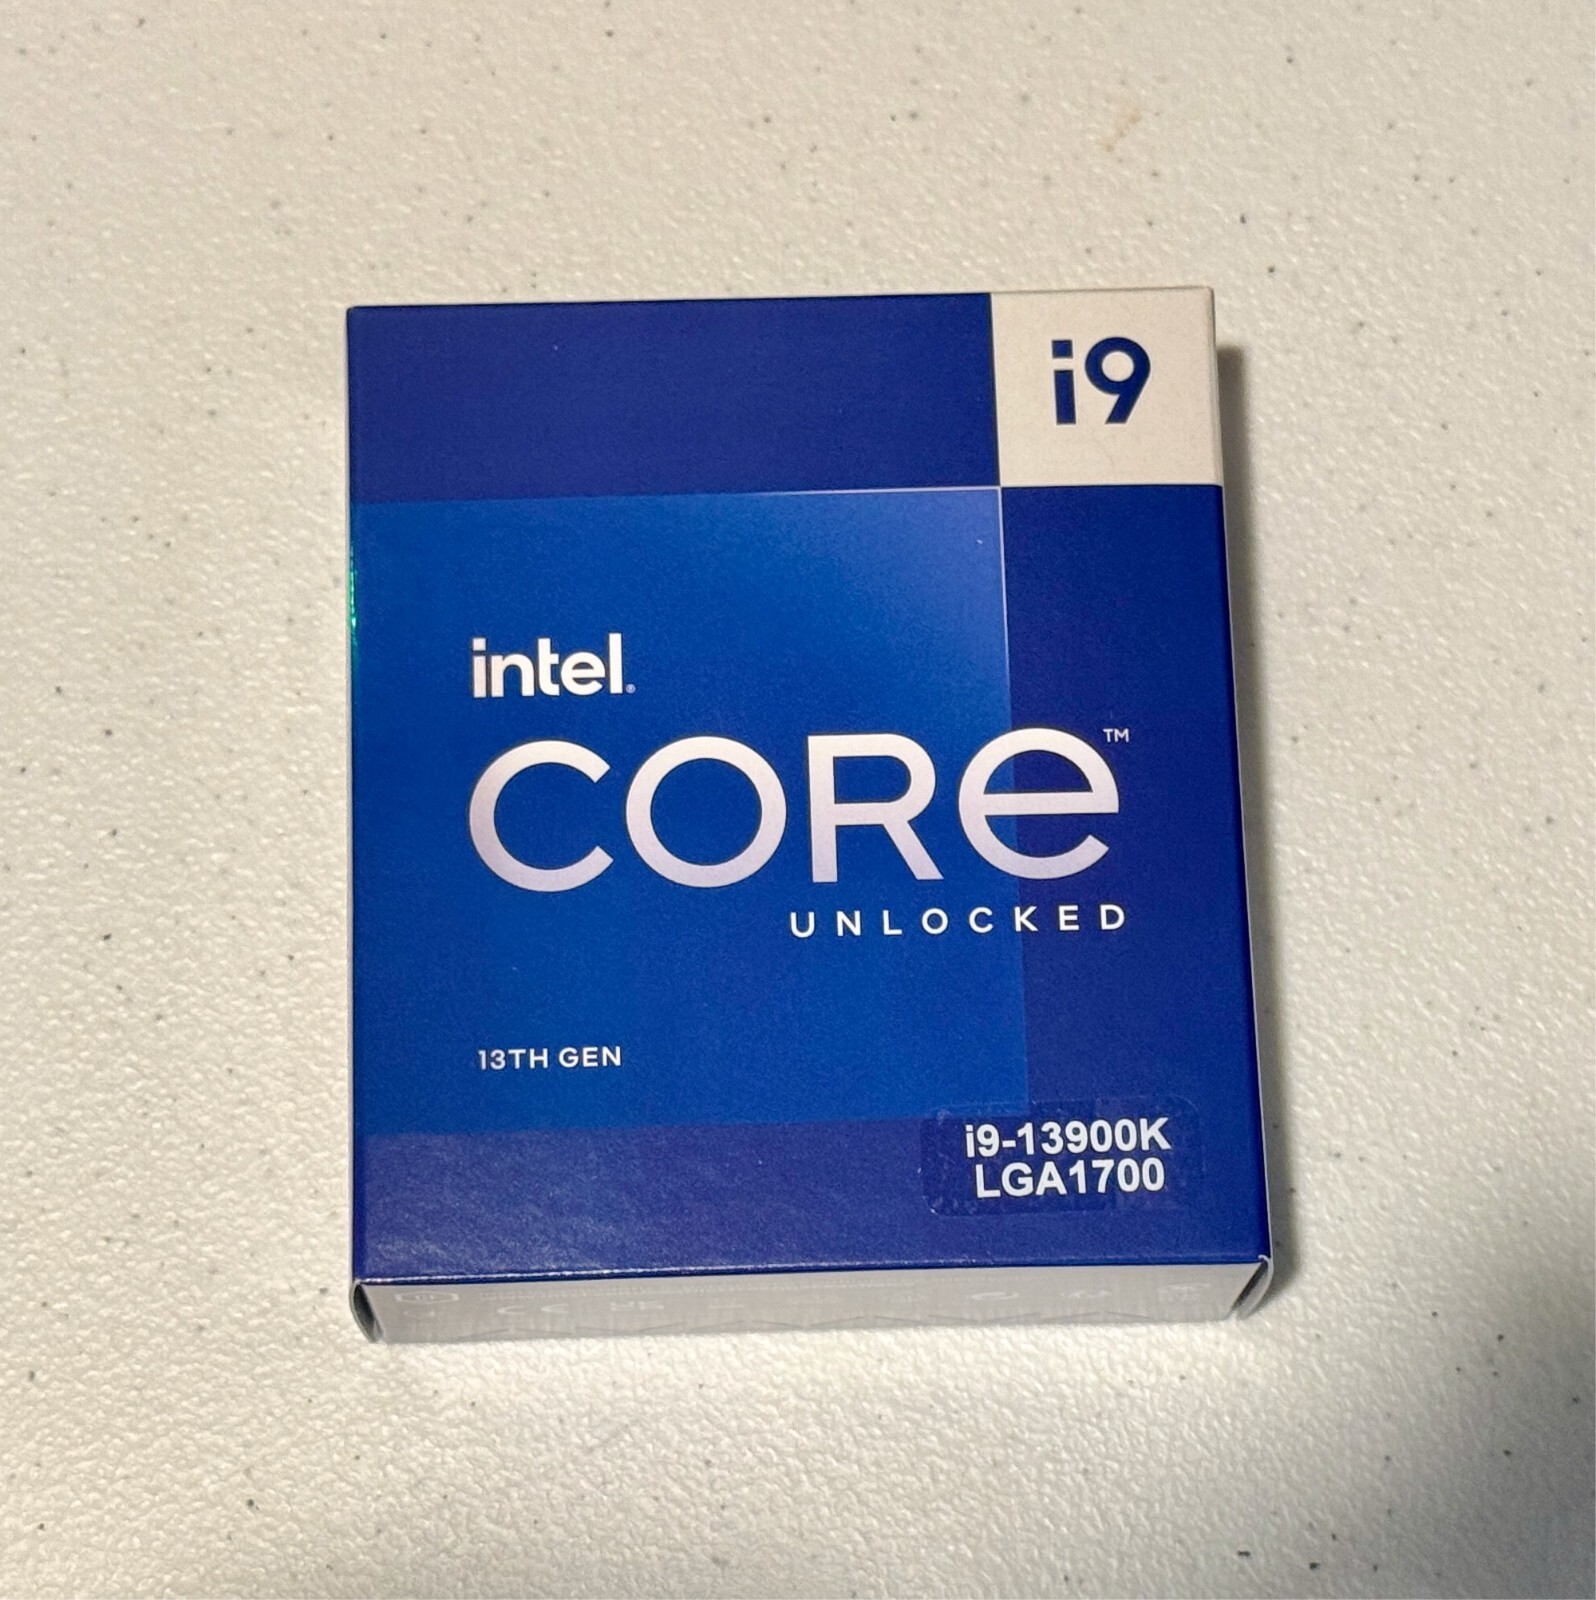 i9
intel®
CORE™
UNLOCKED
13TH GEN
i9-13900K
LGA1700